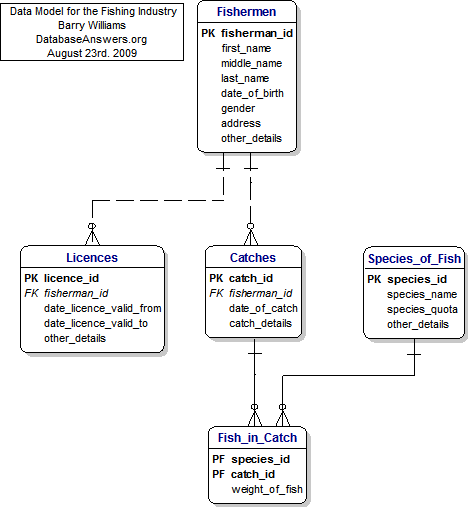 Data Model for the Fishing Industry
Barry Williams
DatabaseAnswers.org
August 23rd. 2009
Fishermen
PK fisherman_id
first_name
middle_name
last_name
date_of_birth
gender
address
other_details
Licences
PK licence_id
FK fisherman_id
date_licence_valid_from
date_licence_valid_to
other_details
Catches
PK catch_id
FK fisherman_id
date_of_catch
catch_details
Species_of_Fish
PK species_id
species_name
species_quota
other_details
Fish_in_Catch
PF species_id
PF catch_id
weight_of_fish